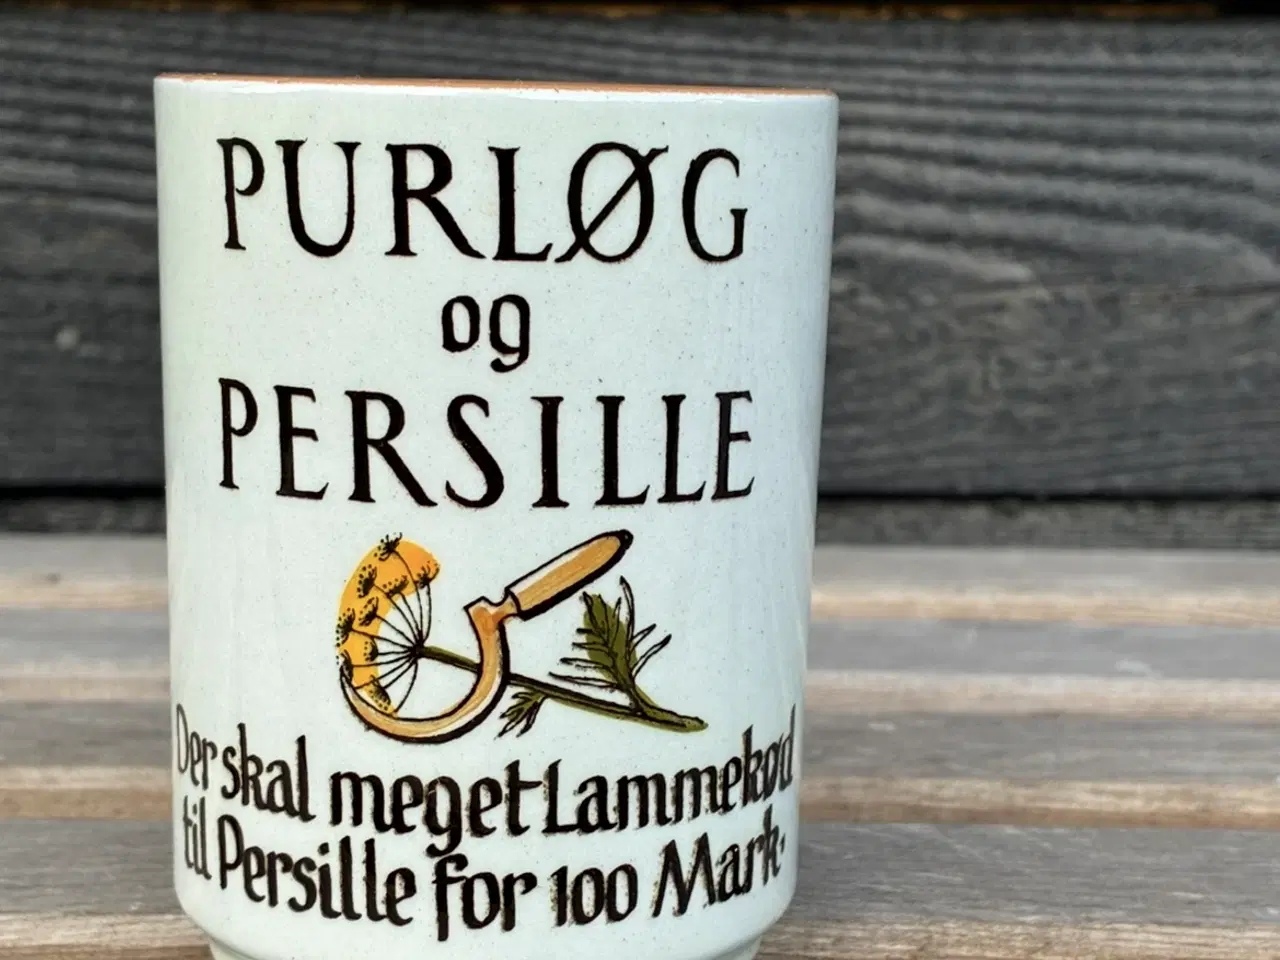 PURLØG
og
PERSILLE
Der skal meget Lammekød
til Persille for 100 Mark.